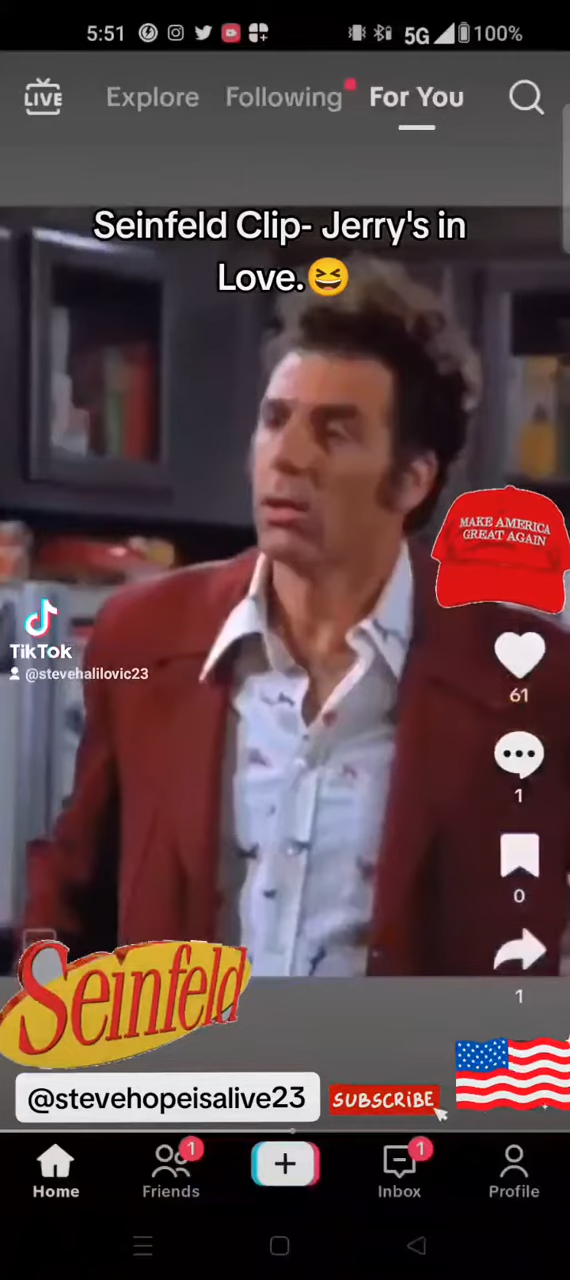 5:51
5G
100%
LIVE
Explore
Following
For You
Seinfeld Clip- Jerry's in
Love.😆
MAKE AMERICA
GREAT AGAIN
TikTok
@stevehalilovic23
61
1
0
1
Seinfeld
@stevehopeisalive23
SUBSCRIBE
1
1
Home
Friends
Inbox
Profile